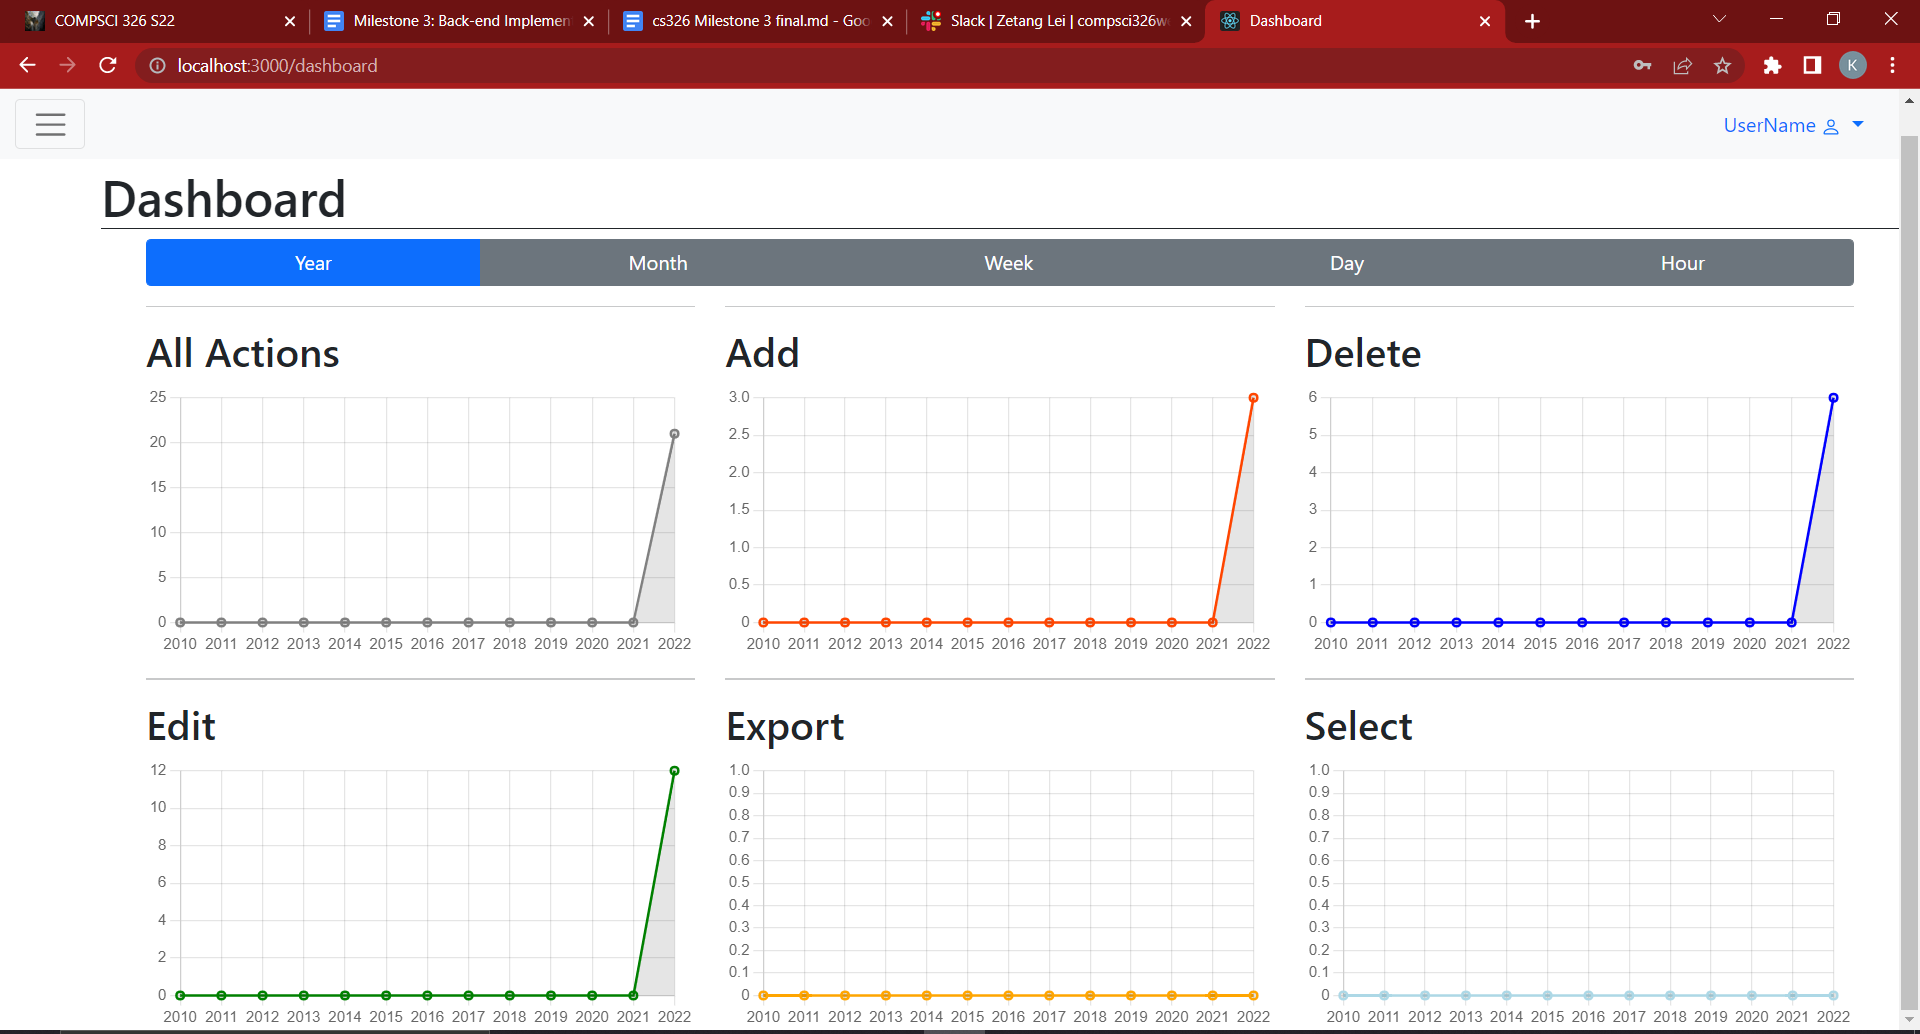 COMPSCI 326 S22
Milestone 3: Back-end Implemen
cs326 Milestone 3 final.md - Goo
Slack | Zetang Lei | compsci326w
Dashboard
localhost:3000/dashboard
K
UserName
Dashboard
Year Month Week Day Hour
All Actions
25
20
15
10
5
0
2010 2011 2012 2013 2014 2015 2016 2017 2018 2019 2020 2021 2022
Add
3.0
2.5
2.0
1.5
1.0
0.5
0
2010 2011 2012 2013 2014 2015 2016 2017 2018 2019 2020 2021 2022
Delete
6
5
4
3
2
1
0
2010 2011 2012 2013 2014 2015 2016 2017 2018 2019 2020 2021 2022
Edit
12
10
8
6
4
2
0
2010 2011 2012 2013 2014 2015 2016 2017 2018 2019 2020 2021 2022
Export
1.0
0.9
0.8
0.7
0.6
0.5
0.4
0.3
0.2
0.1
0
2010 2011 2012 2013 2014 2015 2016 2017 2018 2019 2020 2021 2022
Select
1.0
0.9
0.8
0.7
0.6
0.5
0.4
0.3
0.2
0.1
0
2010 2011 2012 2013 2014 2015 2016 2017 2018 2019 2020 2021 2022